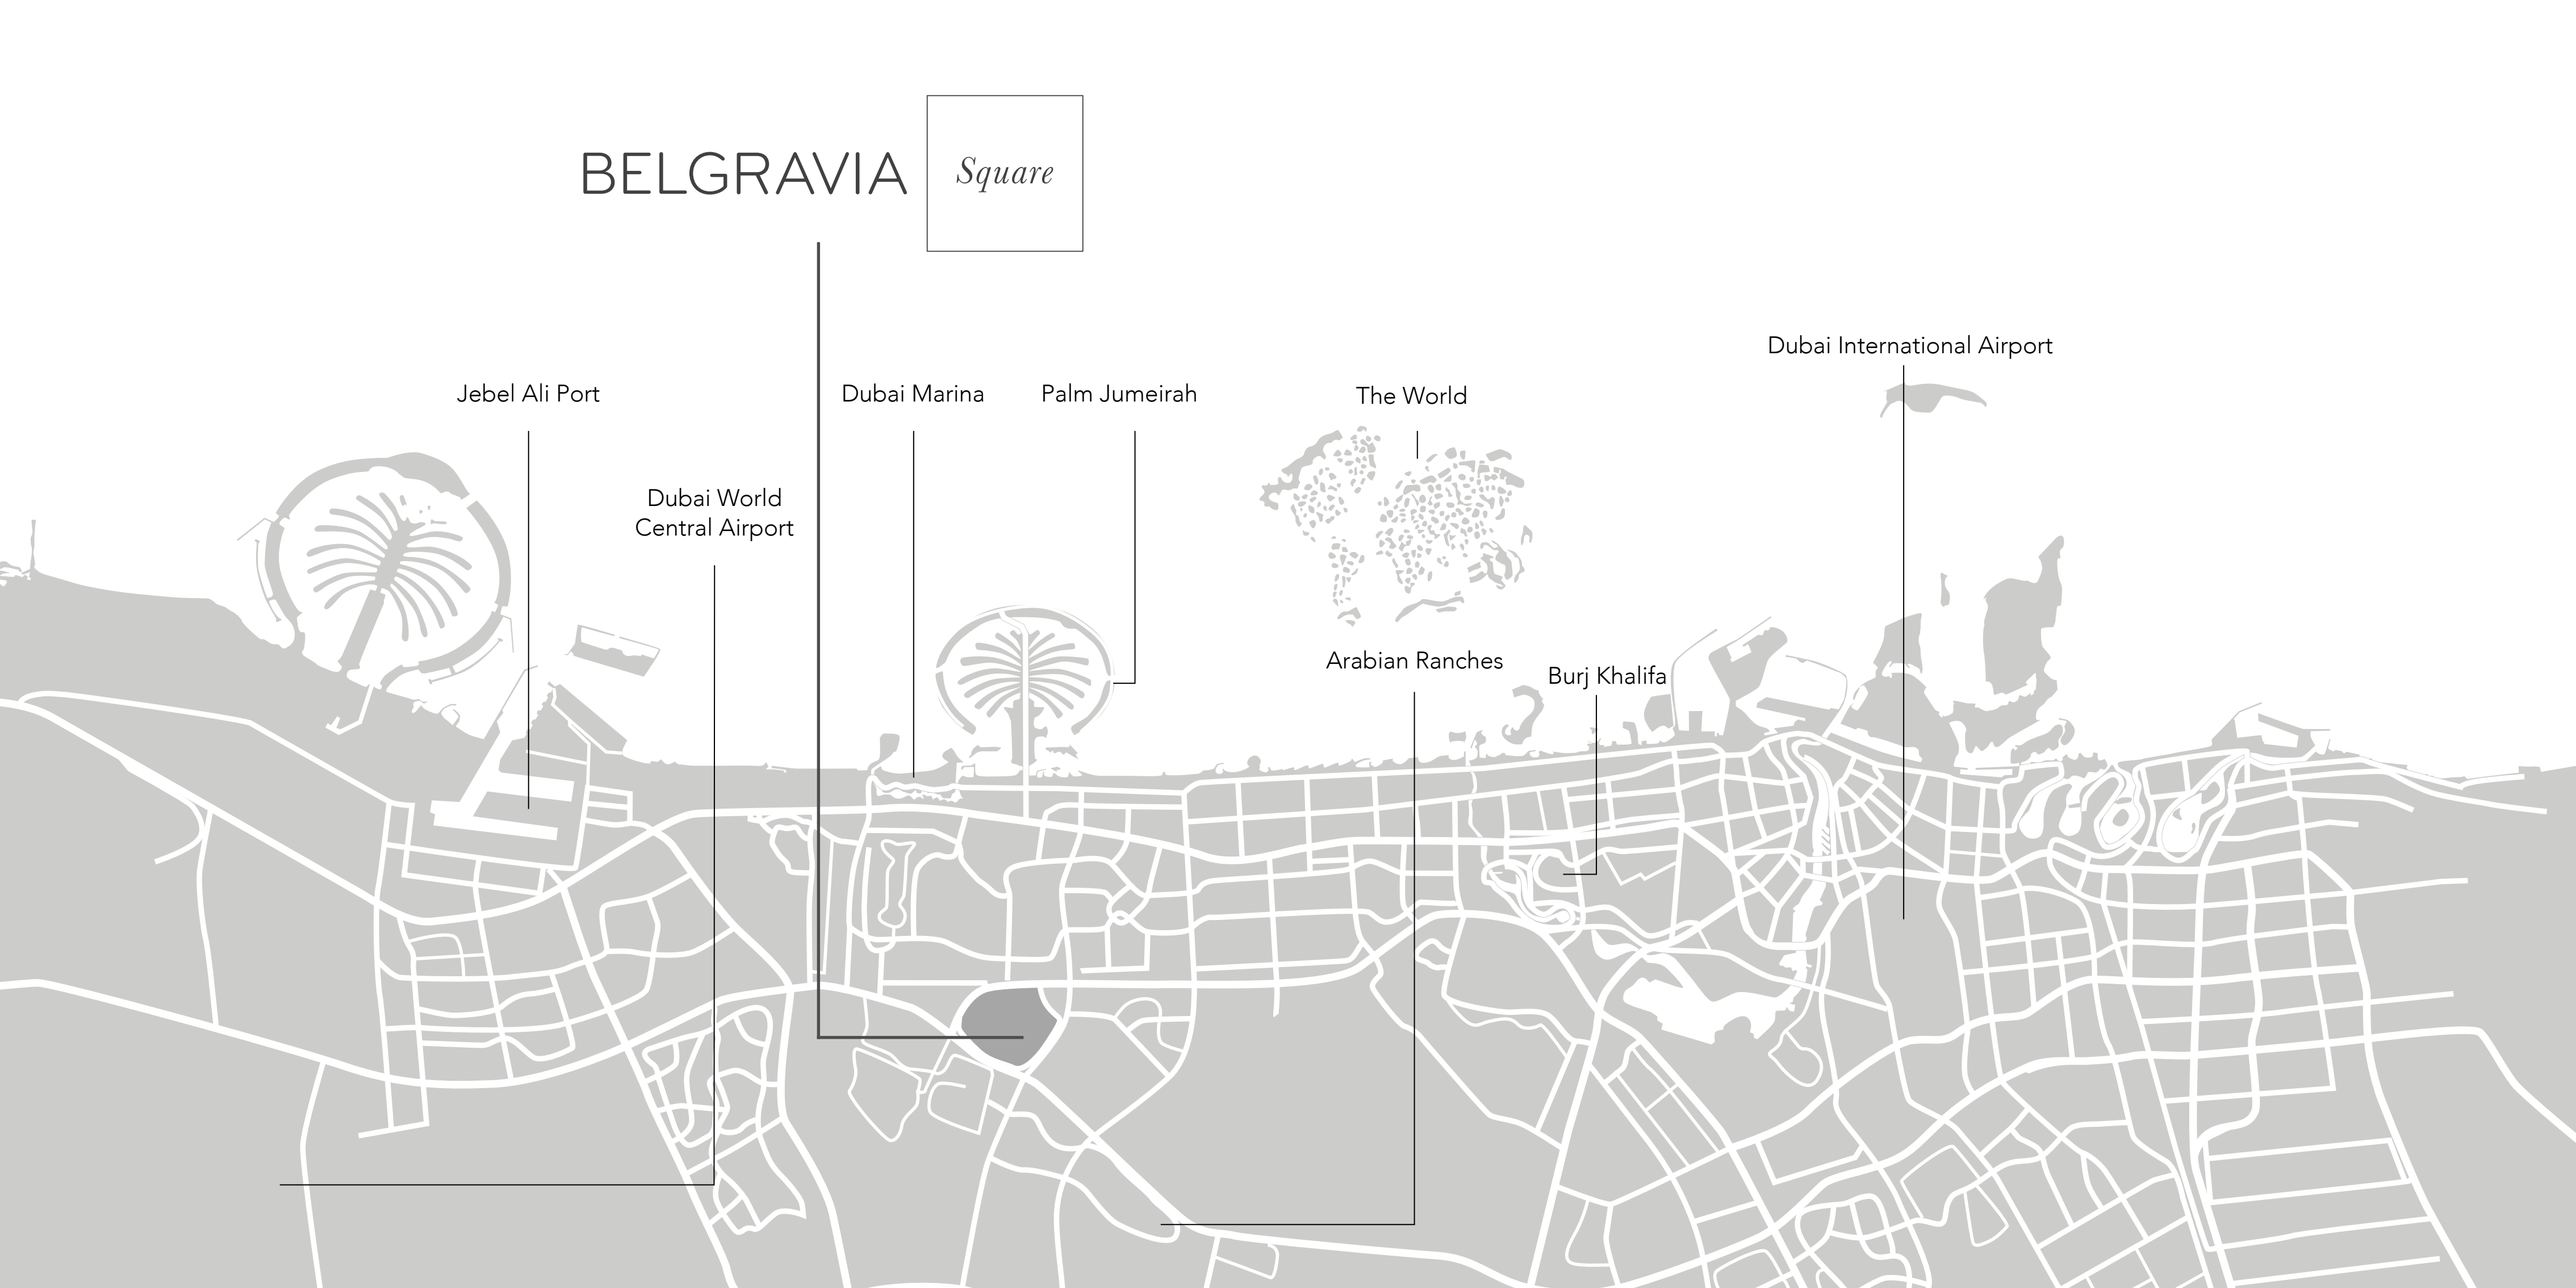 BELGRAVIA Square
Dubai International Airport
Jebel Ali Port
Dubai Marina
Palm Jumeirah
The World
Dubai World
Central Airport
Arabian Ranches
Burj Khalifa